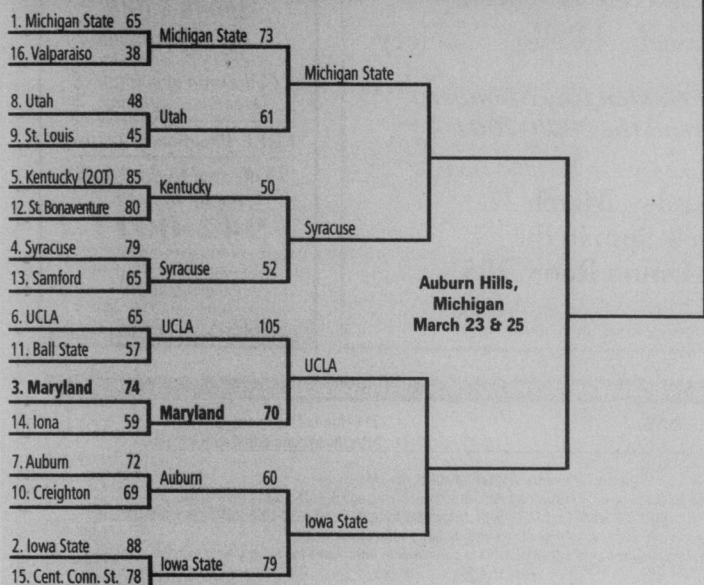 1. Michigan State 65
16. Valparaiso 38
8. Utah 48
9. St. Louis 45
5. Kentucky (2OT) 85
12. St. Bonaventure 80
4. Syracuse 79
13. Samford 65
6. UCLA 65
11. Ball State 57
3. Maryland 74
14. Iona 59
7. Auburn 72
10. Creighton 69
2. Iowa State 88
15. Cent. Conn. St. 78
Michigan State 73
Utah 61
Kentucky 50
Syracuse 52
UCLA 105
Maryland 70
Auburn 60
Iowa State 79
Michigan State
Syracuse
UCLA
Iowa State
Auburn Hills,
Michigan
March 23 & 25